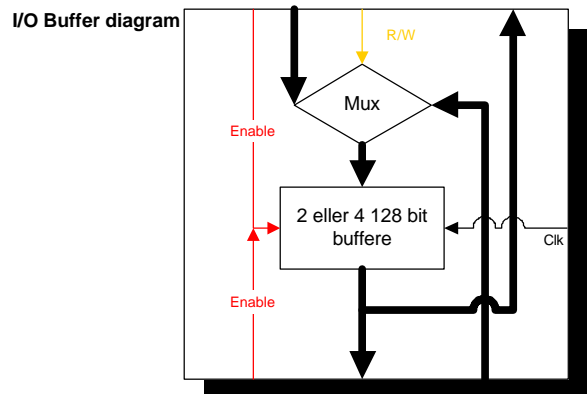 I/O Buffer diagram
R/W
Mux
Enable
2 eller 4 128 bit
buffere
Clk
Enable